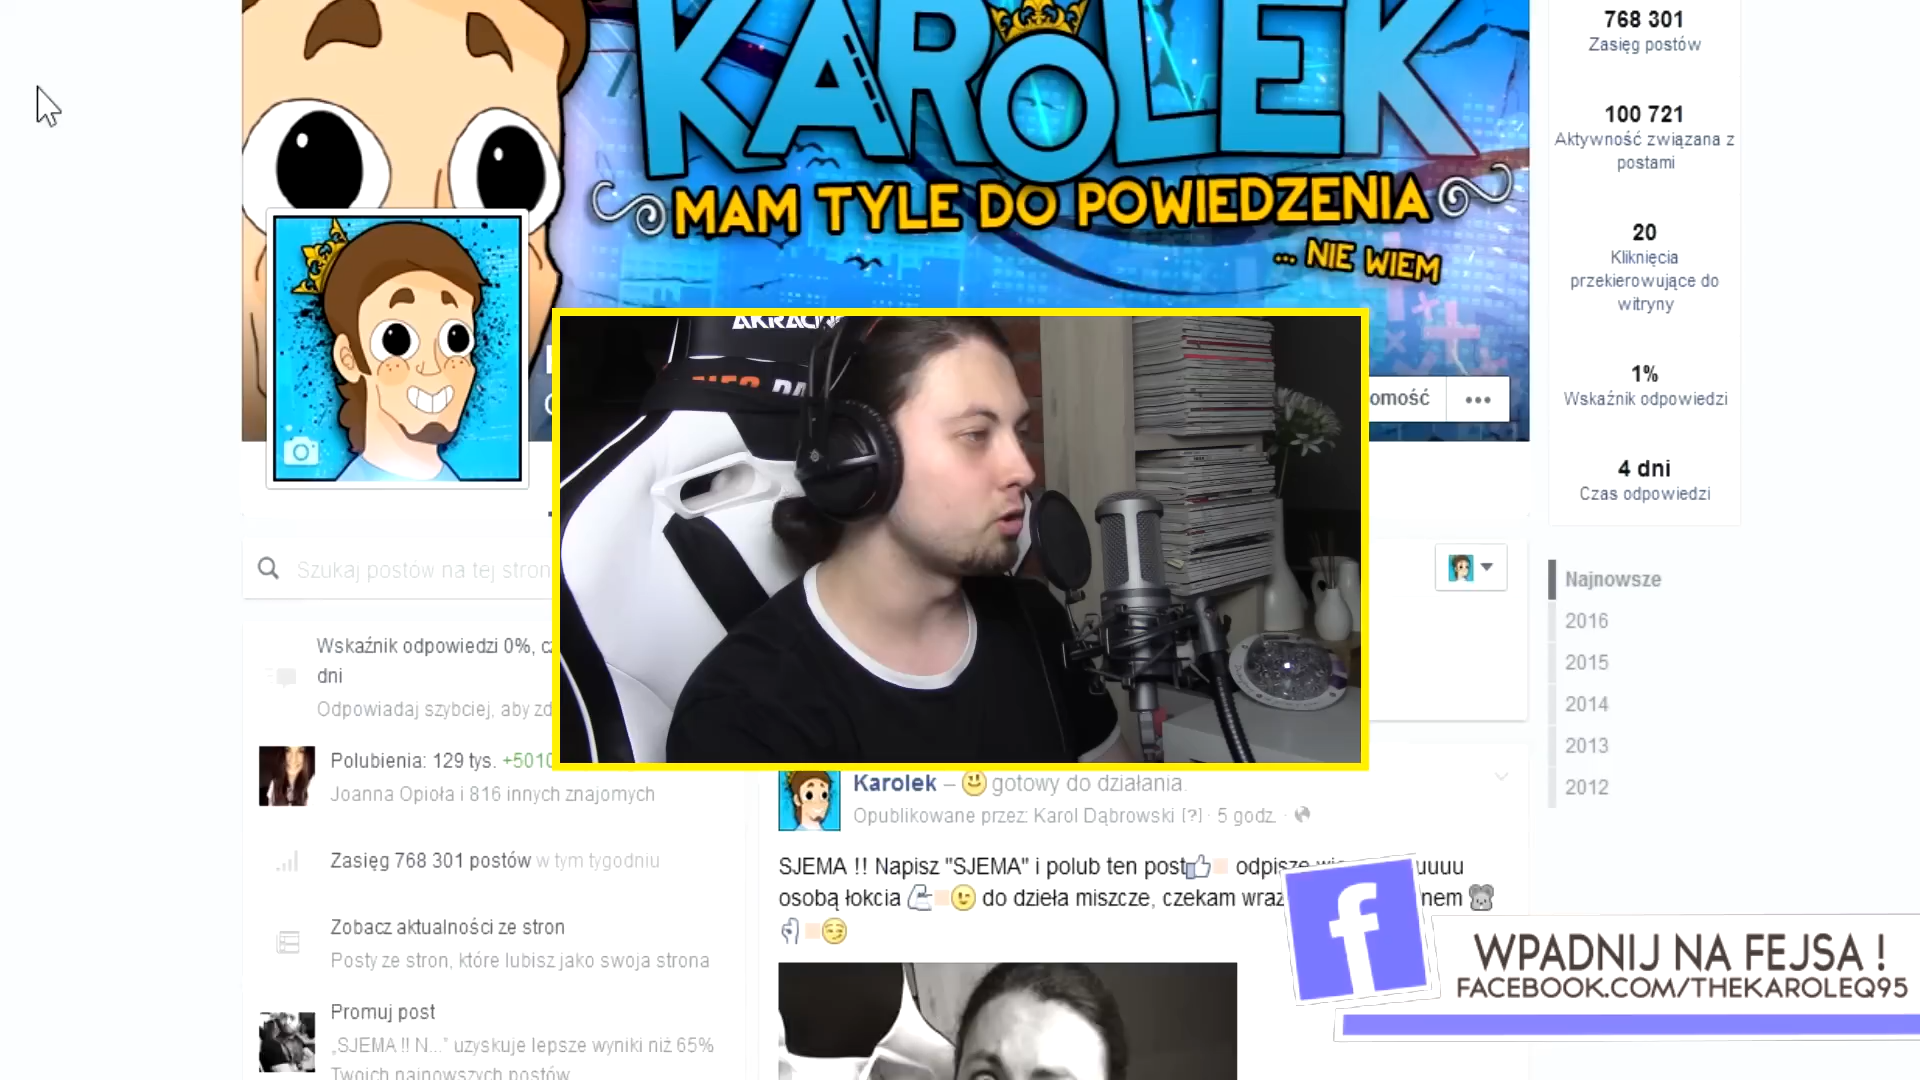 KAROLEK
MAM TYLE DO POWIEDZENIA
... NIE WIEM
768 301
Zasięg postów
100 721
Aktywność związana z
postami
20
Kliknięcia
przekierowujące do
witryny
1%
Wskaźnik odpowiedzi
4 dni
Czas odpowiedzi
omość
Szukaj postów na tej stron
Najnowsze
2016
2015
2014
2013
2012
Wskaźnik odpowiedzi 0%, cz
dni
Odpowiadaj szybciej, aby zd
Polubienia: 129 tys. +5010
Joanna Opioła i 816 innych znajomych
Zasięg 768 301 postów w tym tygodniu
Zobacz aktualności ze stron
Posty ze stron, które lubisz jako swoja strona
Promuj post
„SJEMA !! N...” uzyskuje lepsze wyniki niż 65%
Twoich najnowszych postów
Karolek – gotowy do działania.
Opublikowane przez: Karol Dąbrowski [?] · 5 godz. ·
SJEMA !! Napisz "SJEMA" i polub ten post odpiszę uuuu
osobą łokcia do dzieła miszcze, czekam wraz nem
WPADNIJ NA FEJSA !
FACEBOOK.COM/THEKAROLEQ95